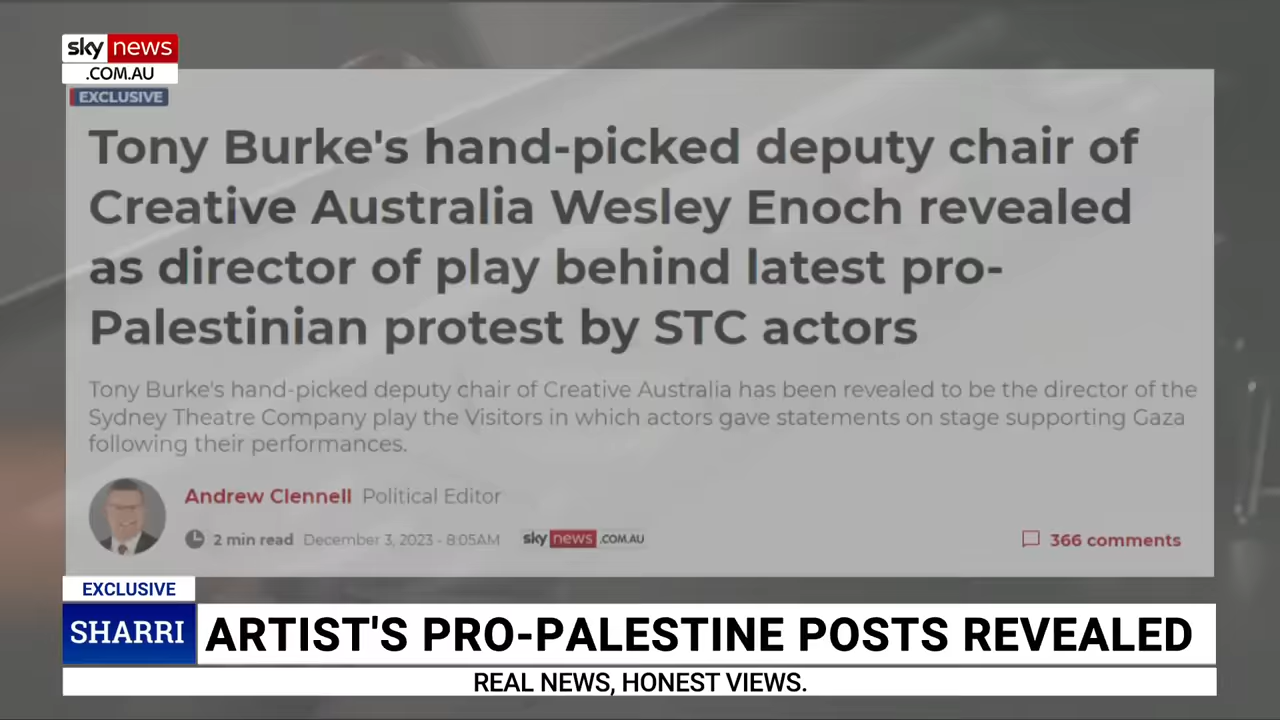 sky news
.COM.AU
EXCLUSIVE
Tony Burke's hand-picked deputy chair of
Creative Australia Wesley Enoch revealed
as director of play behind latest pro-
Palestinian protest by STC actors
Tony Burke's hand-picked deputy chair of Creative Australia has been revealed to be the director of the
Sydney Theatre Company play the Visitors in which actors gave statements on stage supporting Gaza
following their performances.
Andrew Clennell Political Editor
2 min read December 3, 2023 - 8:05AM sky news .COM.AU
366 comments
EXCLUSIVE
SHARRI ARTIST'S PRO-PALESTINE POSTS REVEALED
REAL NEWS, HONEST VIEWS.